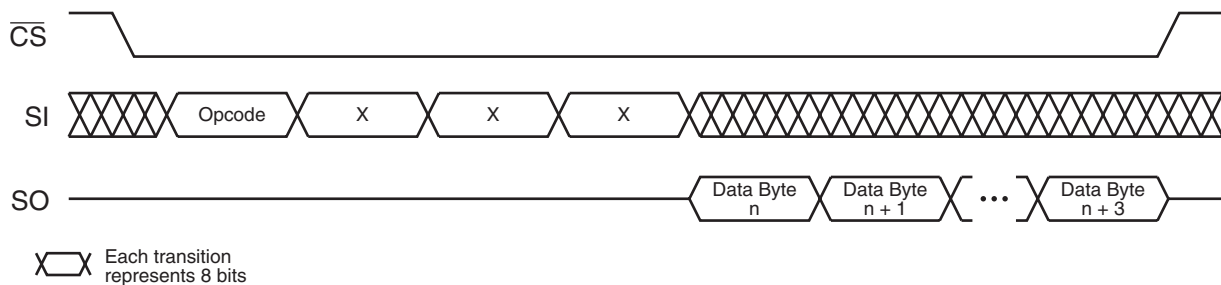 CS
SI
Opcode
X
X
X
SO
Data Byte
n
Data Byte
n + 1
•••
Data Byte
n + 3
Each transition
represents 8 bits